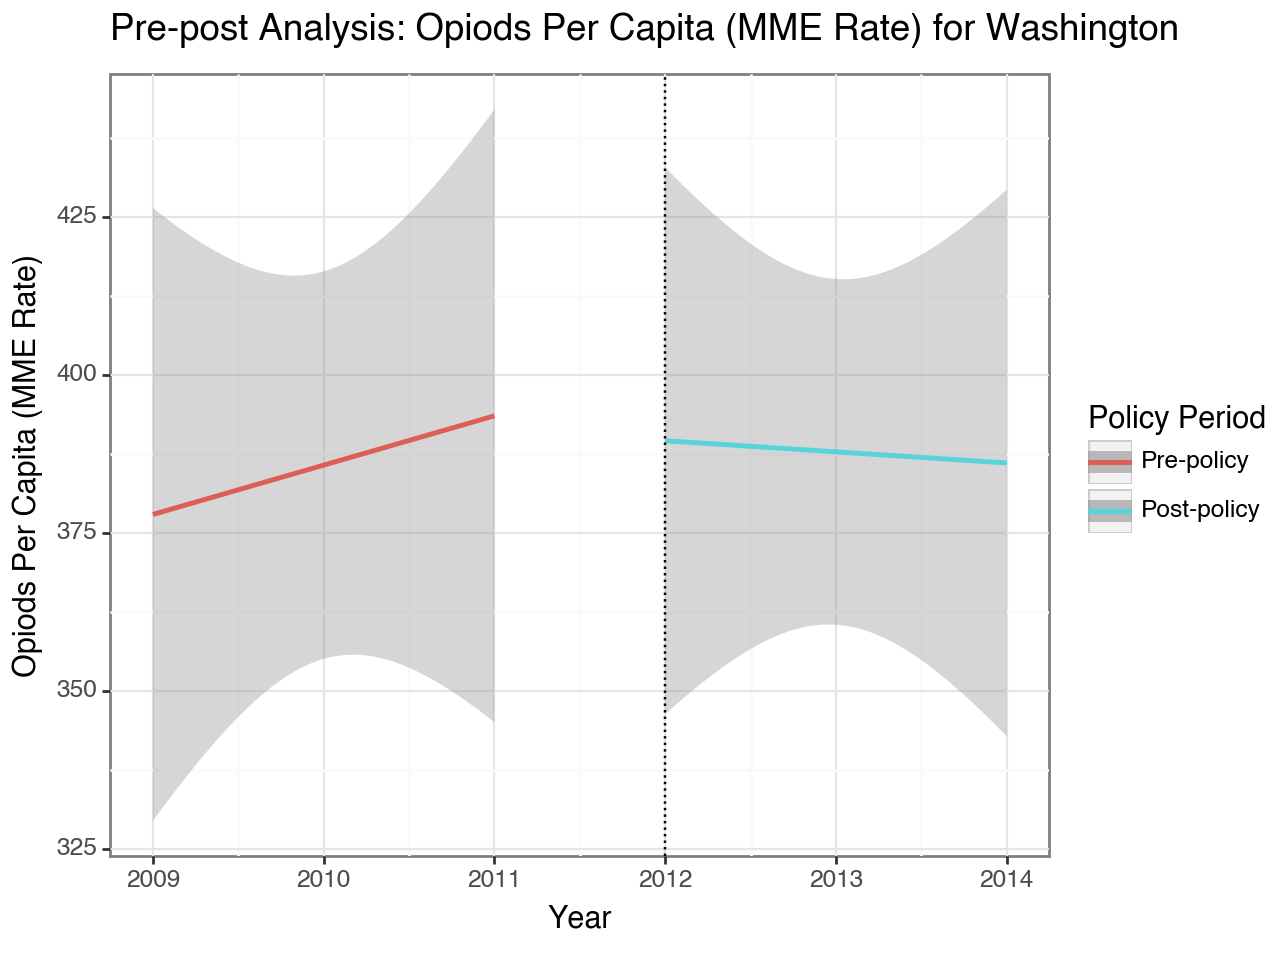 Pre-post Analysis: Opiods Per Capita (MME Rate) for Washington
Opiods Per Capita (MME Rate)
425
400
375
350
325
2009 2010 2011 2012 2013 2014
Year
Policy Period
Pre-policy
Post-policy